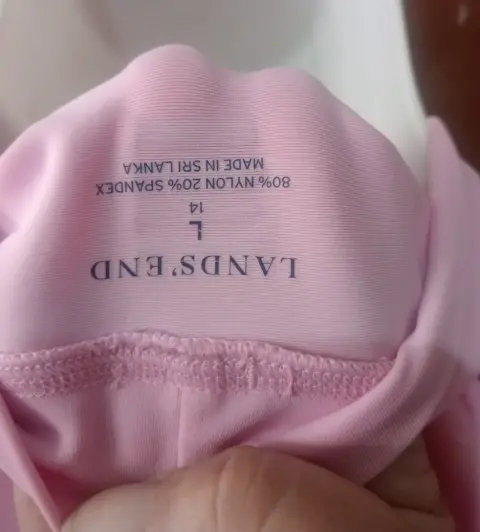 LANDS'END
L
14
80% NYLON 20% SPANDEX
MADE IN SRI LANKA